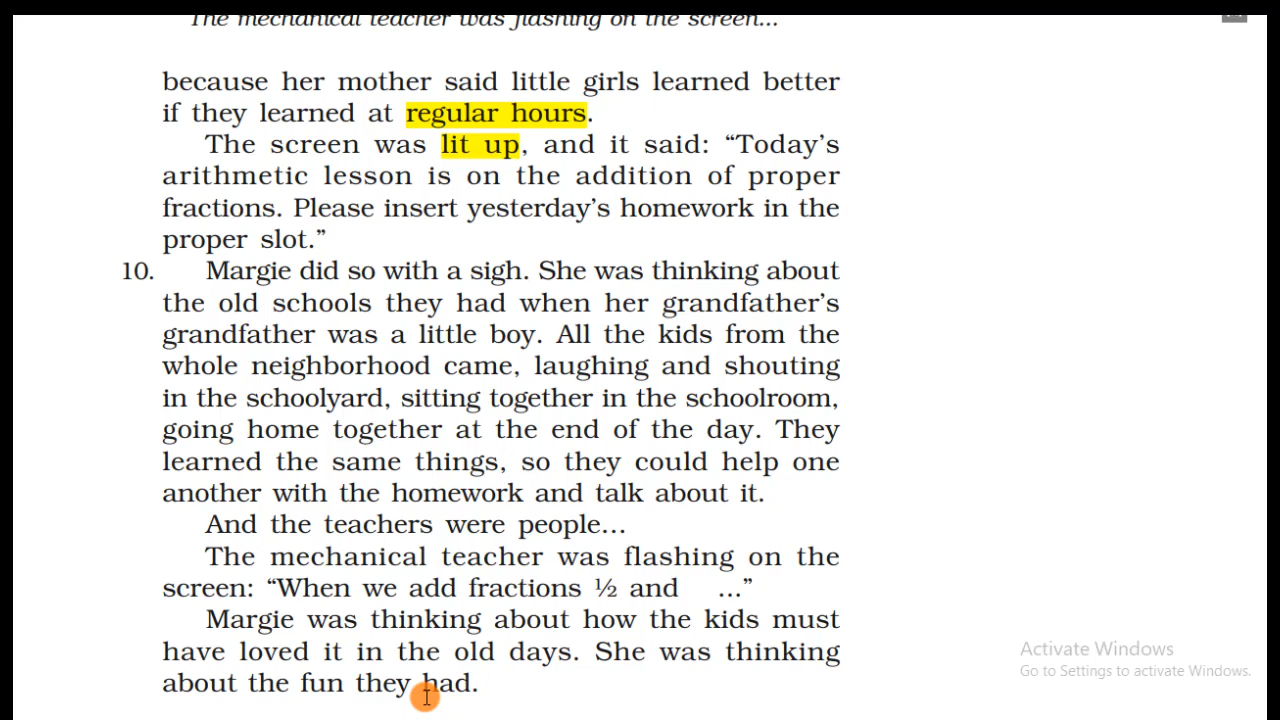 The mechanical teacher was flashing on the screen...
because her mother said little girls learned better
if they learned at regular hours.
The screen was lit up, and it said: “Today’s
arithmetic lesson is on the addition of proper
fractions. Please insert yesterday’s homework in the
proper slot.”
10. Margie did so with a sigh. She was thinking about
the old schools they had when her grandfather’s
grandfather was a little boy. All the kids from the
whole neighborhood came, laughing and shouting
in the schoolyard, sitting together in the schoolroom,
going home together at the end of the day. They
learned the same things, so they could help one
another with the homework and talk about it.
And the teachers were people...
The mechanical teacher was flashing on the
screen: “When we add fractions ½ and ...”
Margie was thinking about how the kids must
have loved it in the old days. She was thinking
about the fun they had.
Activate Windows
Go to Settings to activate Windows.